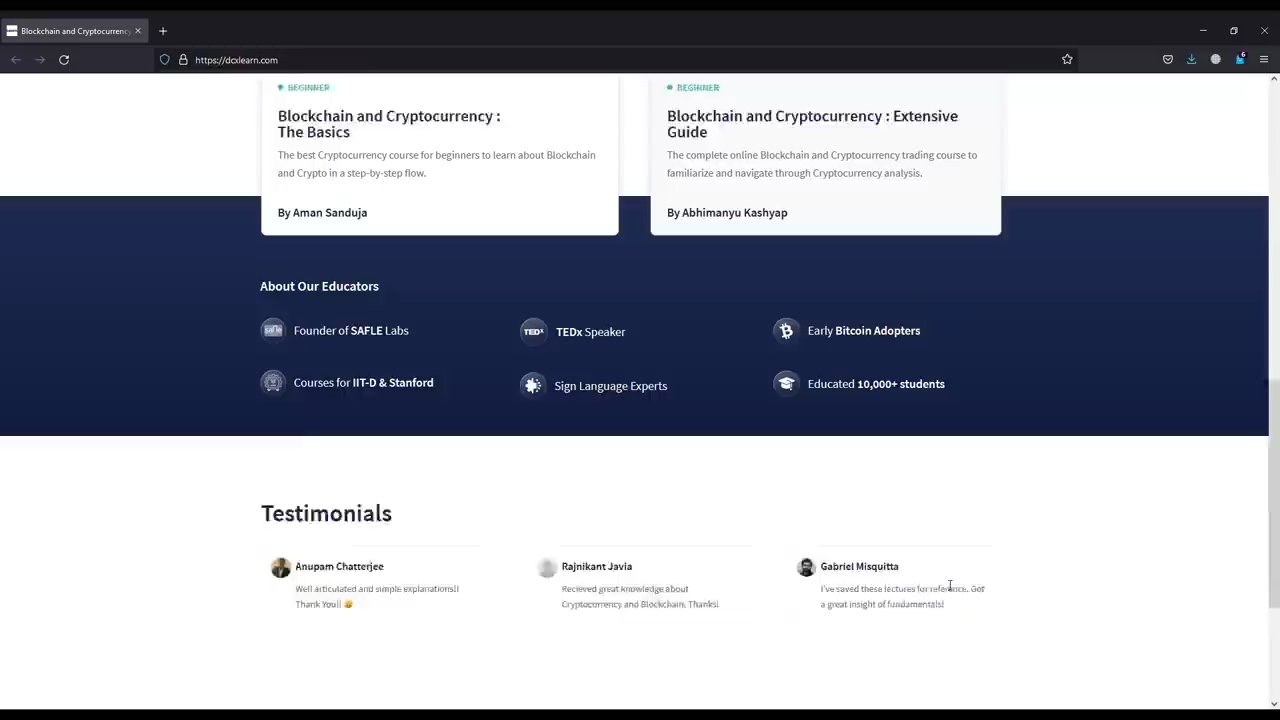 Blockchain and Cryptocurrency
https://dcxlearn.com
BEGINNER
Blockchain and Cryptocurrency :
The Basics
The best Cryptocurrency course for beginners to learn about Blockchain
and Crypto in a step-by-step flow.
By Aman Sanduja
BEGINNER
Blockchain and Cryptocurrency : Extensive
Guide
The complete online Blockchain and Cryptocurrency trading course to
familiarize and navigate through Cryptocurrency analysis.
By Abhimanyu Kashyap
About Our Educators
safle
Founder of SAFLE Labs
TEDx
TEDx Speaker
Early Bitcoin Adopters
Courses for IIT-D & Stanford
Sign Language Experts
Educated 10,000+ students
Testimonials
Anupam Chatterjee
Well articulated and simple explanations!!
Thank You!! 😀
Rajnikant Javia
Recieved great knowledge about
Cryptocurrency and Blockchain, Thanks!
Gabriel Misquitta
I've saved these lectures for reference. Got
a great insight of fundamentals!